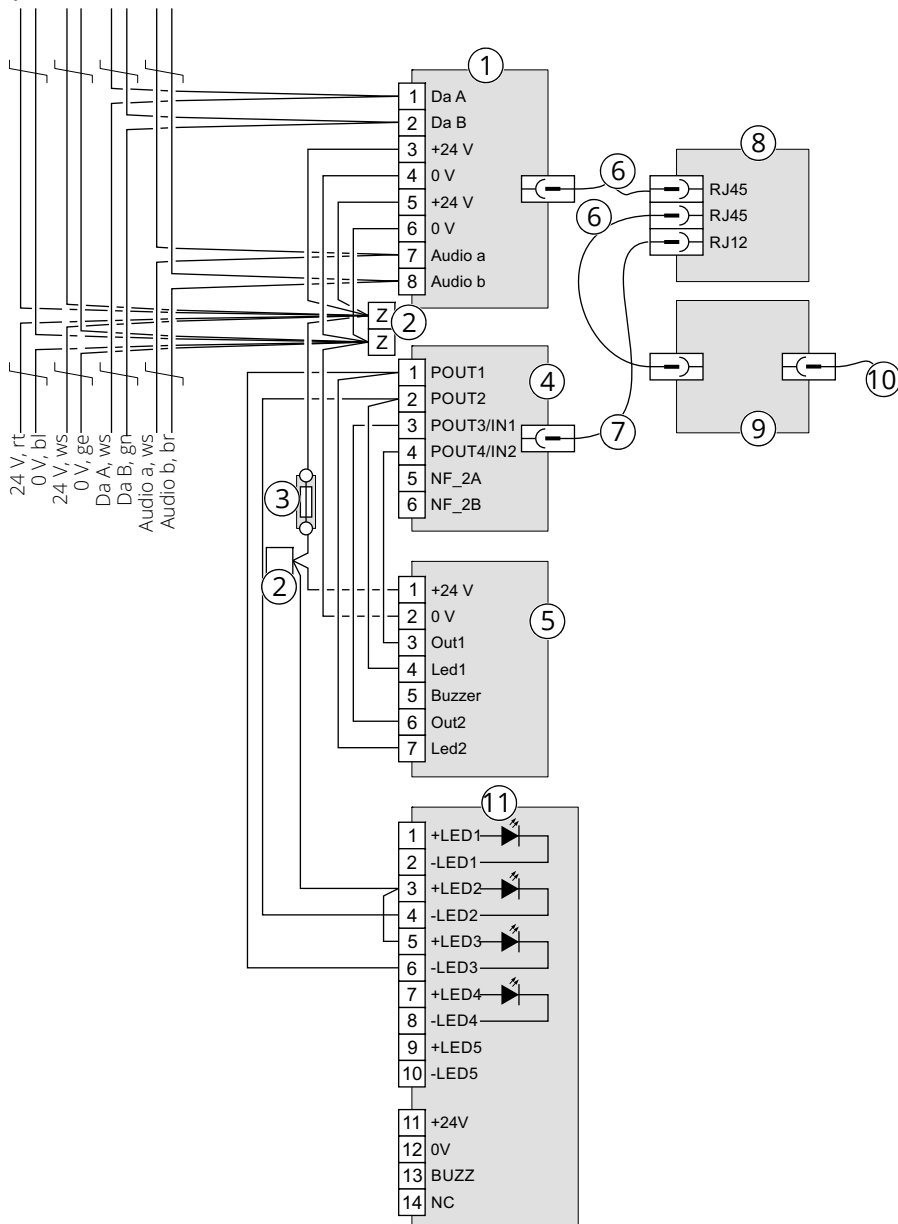 1
1 Da A
2 Da B
3 +24 V
4 0 V
5 +24 V
6 0 V
7 Audio a
8 Audio b
6
8
RJ45
RJ45
RJ12
6
Z
Z
2
24 V, rt
0 V, bl
24 V, ws
0 V, ge
Da A, ws
Da B, gn
Audio a, ws
Audio b, br
4
1 POUT1
2 POUT2
3 POUT3/IN1
4 POUT4/IN2
5 NF_2A
6 NF_2B
7
9
10
3
2
5
1 +24 V
2 0 V
3 Out1
4 Led1
5 Buzzer
6 Out2
7 Led2
11
1 +LED1
2 -LED1
3 +LED2
4 -LED2
5 +LED3
6 -LED3
7 +LED4
8 -LED4
9 +LED5
10 -LED5
11 +24V
12 0V
13 BUZZ
14 NC